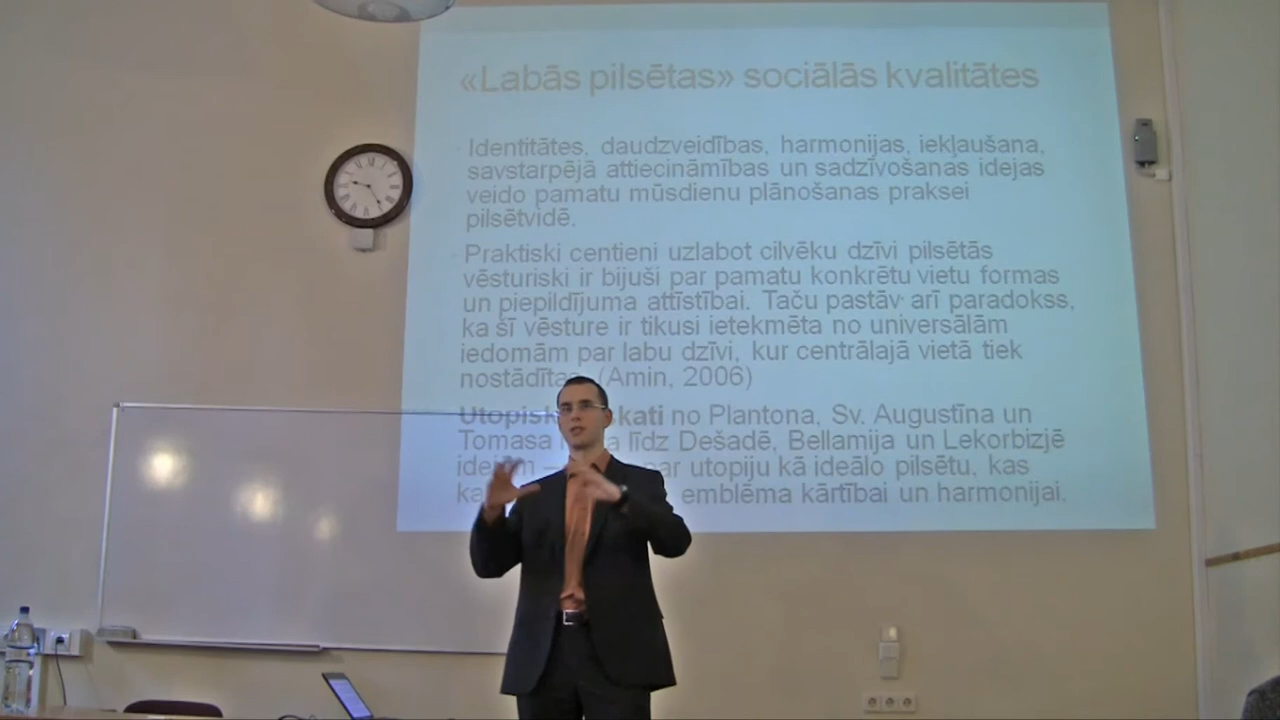 «Labās pilsētas» sociālās kvalitātes
Identitātes, daudzveidības, harmonijas, iekļaušana,
savstarpējā attiecināmības un sadzīvošanas idejas
veido pamatu mūsdienu plānošanas praksei
pilsētvidē.
Praktiski centieni uzlabot cilvēku dzīvi pilsētās
vēsturiski ir bijuši par pamatu konkrētu vietu formas
un piepildījuma attīstībai. Taču pastāv arī paradokss,
ka šī vēsture ir tikusi ietekmēta no universālām
iedomām par labu dzīvi, kur centrālajā vietā tiek
(Amin, 2006)
no Plantona, Sv. Augustīna un
Tomasa līdz Dešadē, Bellamija un Lekorbizjē
– par utopiju kā ideālo pilsētu, kas
emblēma kārtībai un harmonijai.